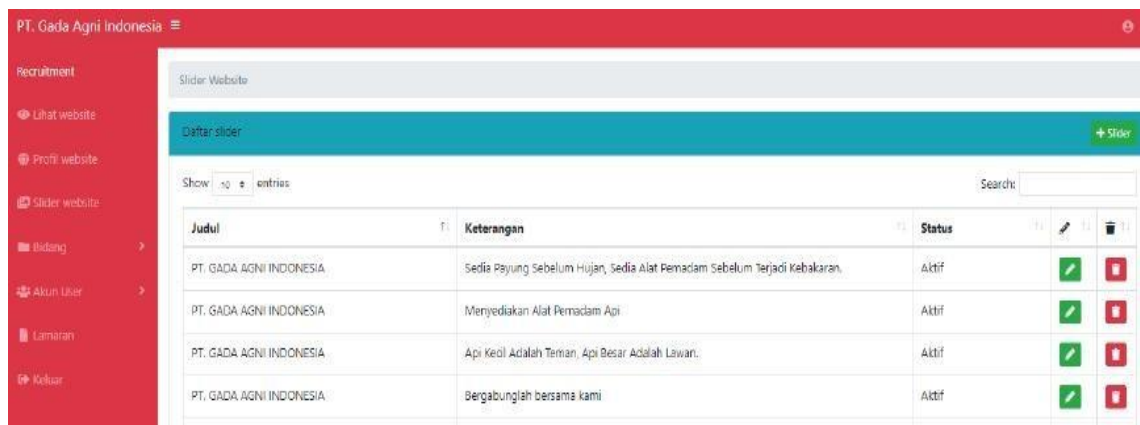 PT. Gada Agni Indonesia
Recruitment
Lihat website
Profil website
Slider website
Bidang
Akun User
Lamaran
Keluar
Slider Website
Daftar slider
+ Slider
Show 10 entries
Search:
Judul Keterangan Status
PT. GADA AGNI INDONESIA Sedia Payung Sebelum Hujan, Sedia Alat Pemadam Sebelum Terjadi Kebakaran. Aktif
PT. GADA AGNI INDONESIA Menyediakan Alat Pemadam Api Aktif
PT. GADA AGNI INDONESIA Api Kecil Adalah Teman, Api Besar Adalah Lawan. Aktif
PT. GADA AGNI INDONESIA Bergabunglah bersama kami Aktif